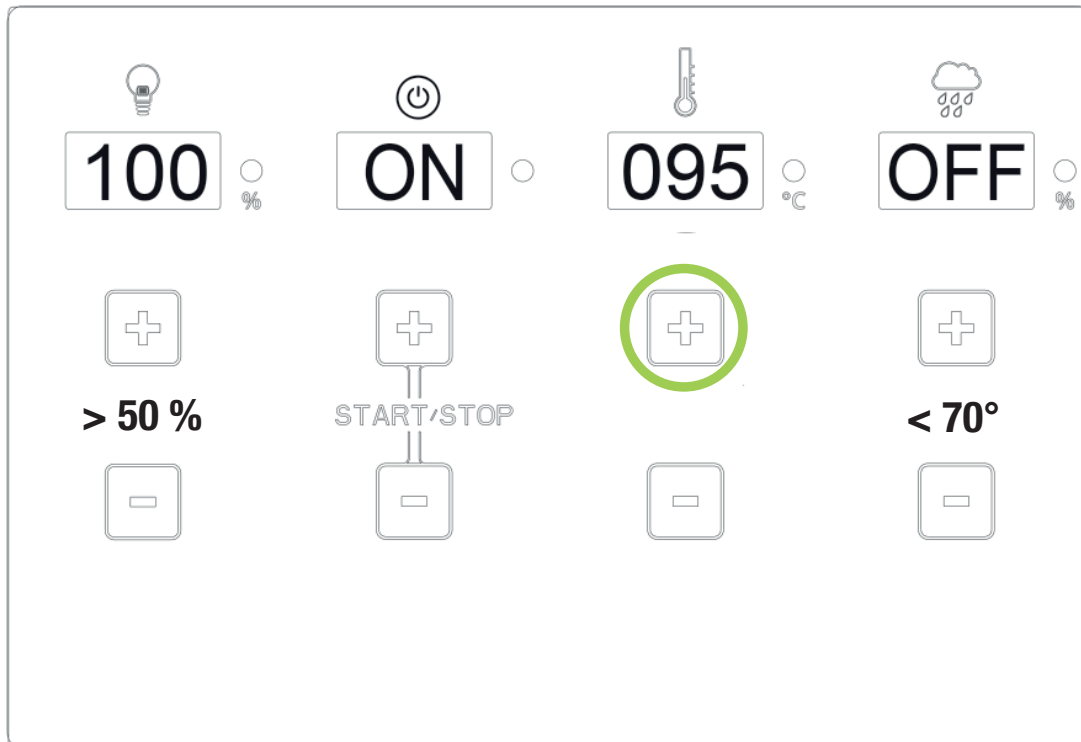 100 % ON 095 °C OFF %
+ + + +
> 50 % START/STOP < 70°
- - - -